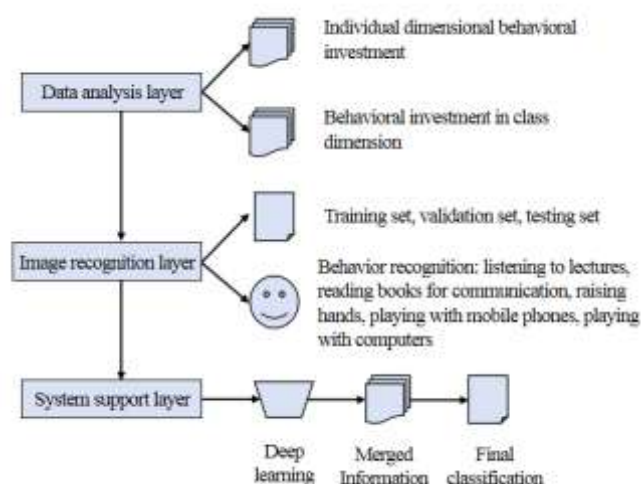 Individual dimensional behavioral
investment
Data analysis layer
Behavioral investment in class
dimension
Training set, validation set, testing set
Image recognition layer
Behavior recognition: listening to lectures,
reading books for communication, raising
hands, playing with mobile phones, playing
with computers
System support layer
Deep
learning
Merged
Information
Final
classification